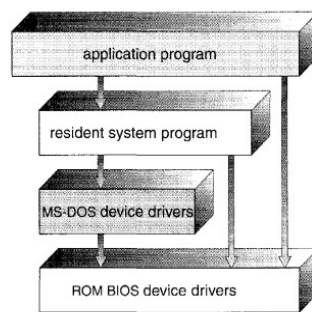 application program
resident system program
MS-DOS device drivers
ROM BIOS device drivers